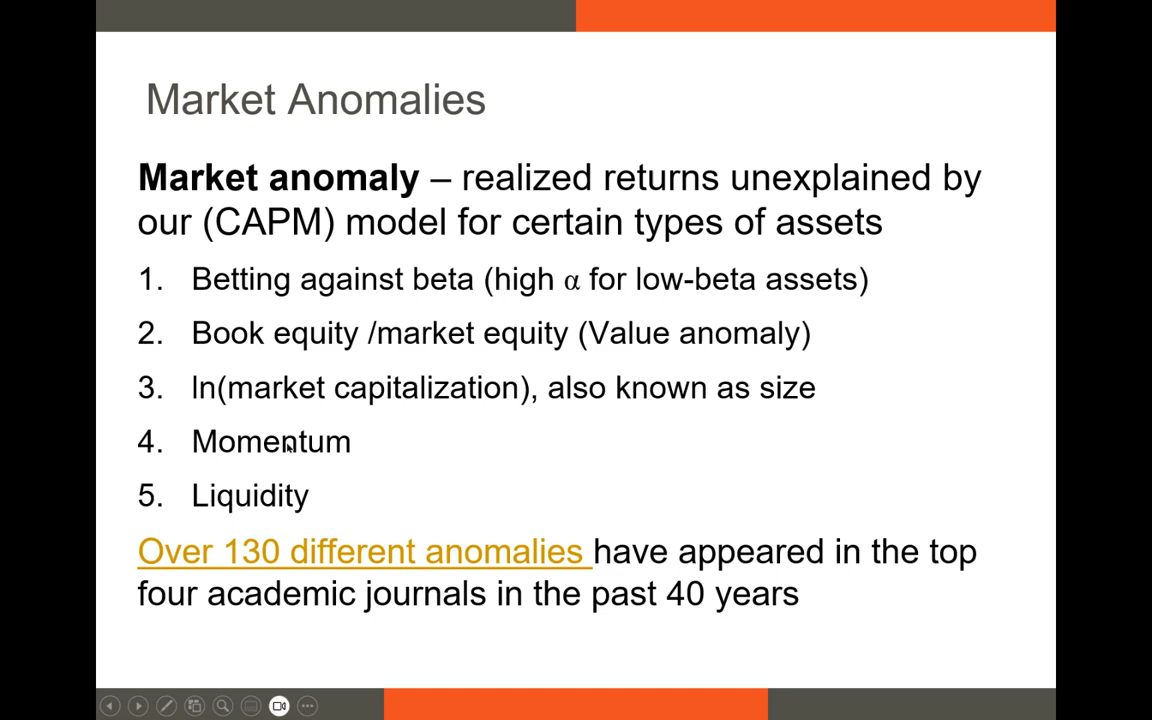 Market Anomalies
Market anomaly – realized returns unexplained by
our (CAPM) model for certain types of assets
1. Betting against beta (high α for low-beta assets)
2. Book equity /market equity (Value anomaly)
3. ln(market capitalization), also known as size
4. Momentum
5. Liquidity
Over 130 different anomalies have appeared in the top
four academic journals in the past 40 years